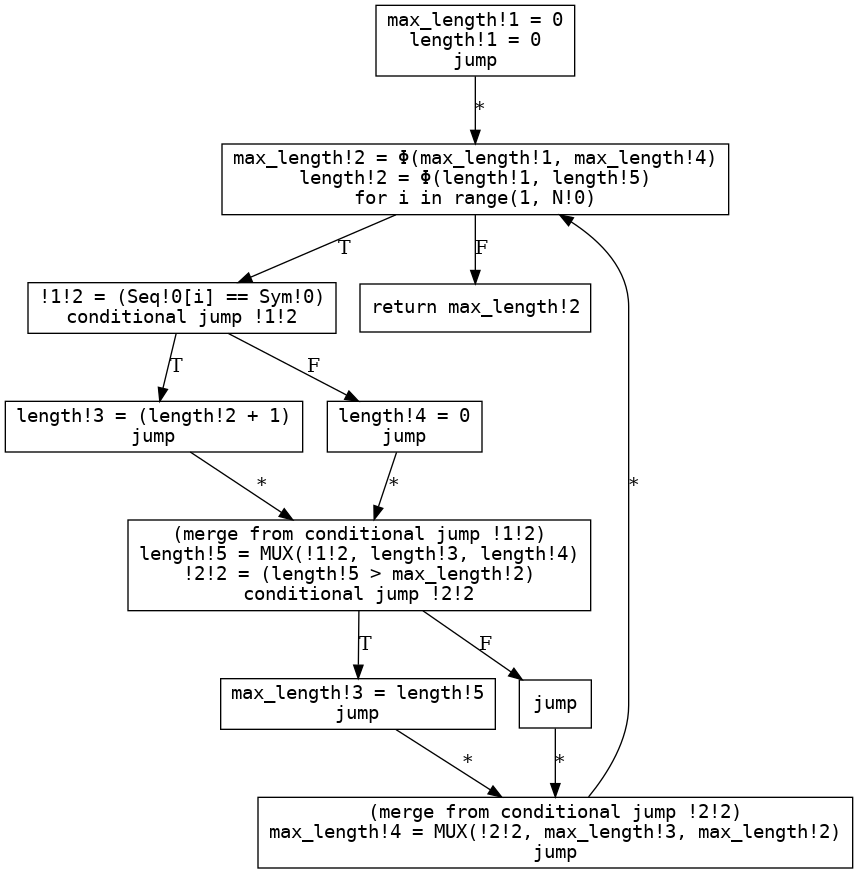 max_length!1 = 0
length!1 = 0
jump
*
max_length!2 = Φ(max_length!1, max_length!4)
length!2 = Φ(length!1, length!5)
for i in range(1, N!0)
T
F
!1!2 = (Seq!0[i] == Sym!0)
conditional jump !1!2
return max_length!2
T
F
length!3 = (length!2 + 1)
jump
length!4 = 0
jump
*
*
*
(merge from conditional jump !1!2)
length!5 = MUX(!1!2, length!3, length!4)
!2!2 = (length!5 > max_length!2)
conditional jump !2!2
T
F
max_length!3 = length!5
jump
jump
*
*
(merge from conditional jump !2!2)
max_length!4 = MUX(!2!2, max_length!3, max_length!2)
jump